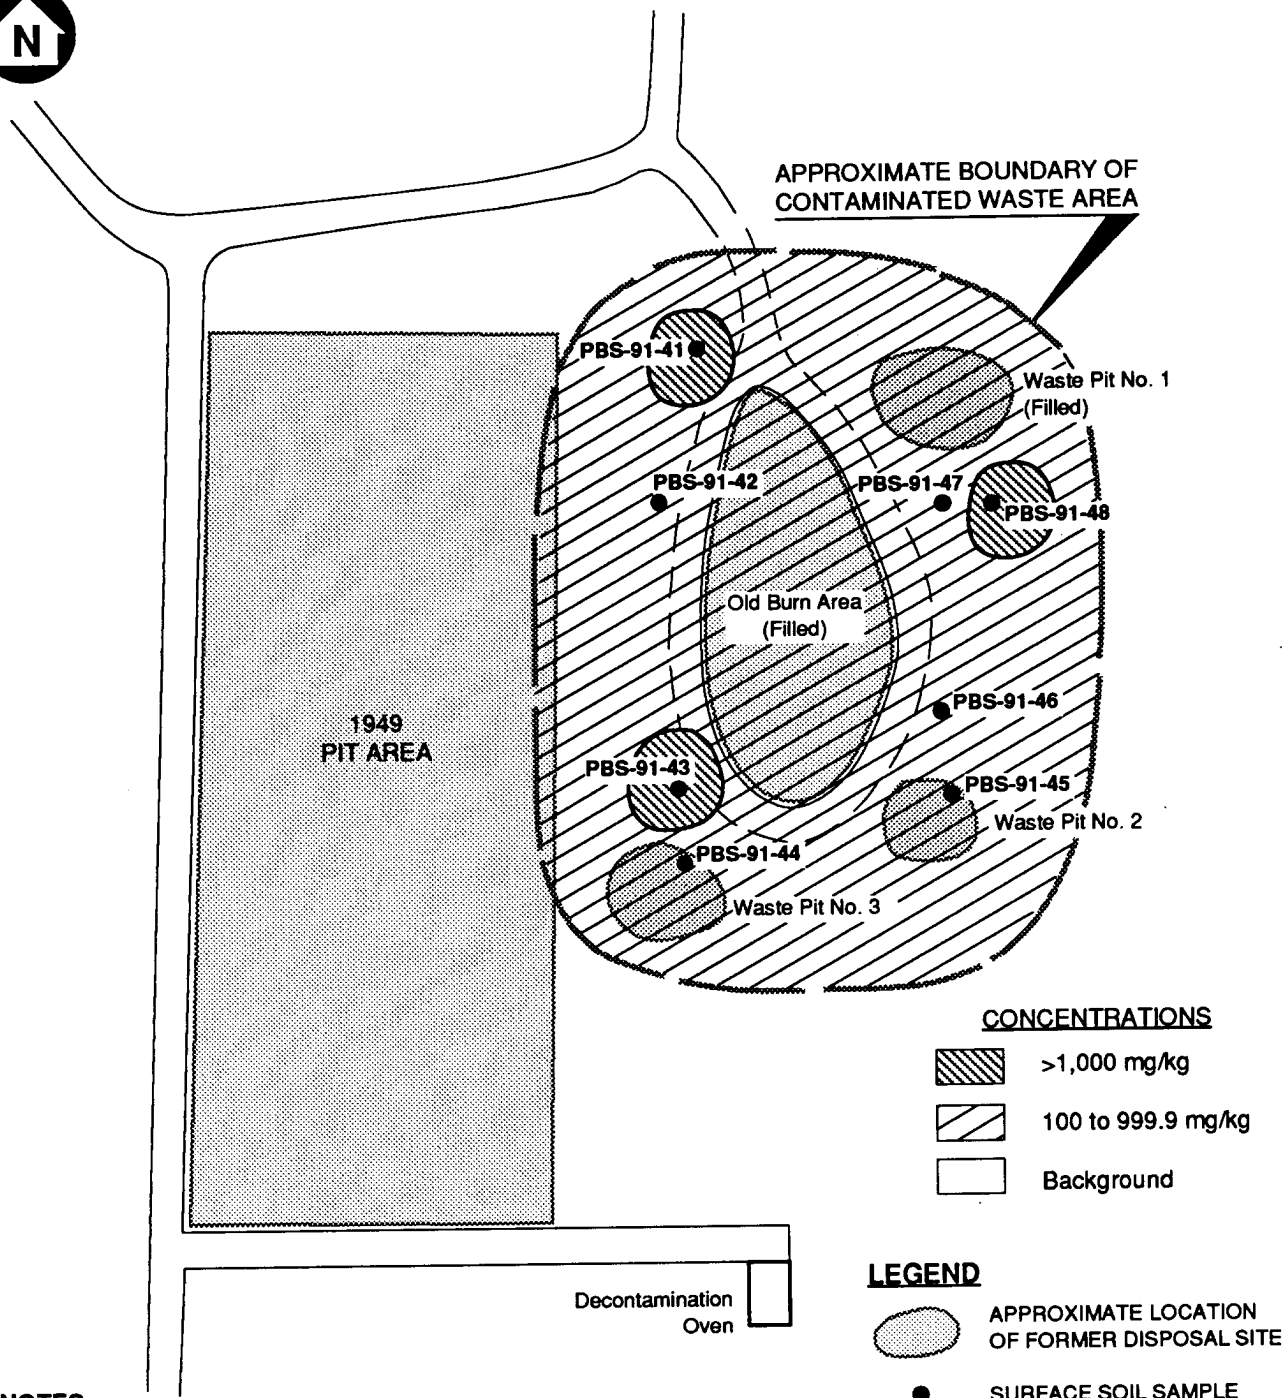 N
APPROXIMATE BOUNDARY OF
CONTAMINATED WASTE AREA
PBS-91-41
Waste Pit No. 1
(Filled)
PBS-91-42
PBS-91-47
PBS-91-48
Old Burn Area
(Filled)
1949
PIT AREA
PBS-91-46
PBS-91-43
PBS-91-45
Waste Pit No. 2
PBS-91-44
Waste Pit No. 3
CONCENTRATIONS
>1,000 mg/kg
100 to 999.9 mg/kg
Background
Decontamination
Oven
LEGEND
APPROXIMATE LOCATION
OF FORMER DISPOSAL SITE
SURFACE SOIL SAMPLE
NOTES